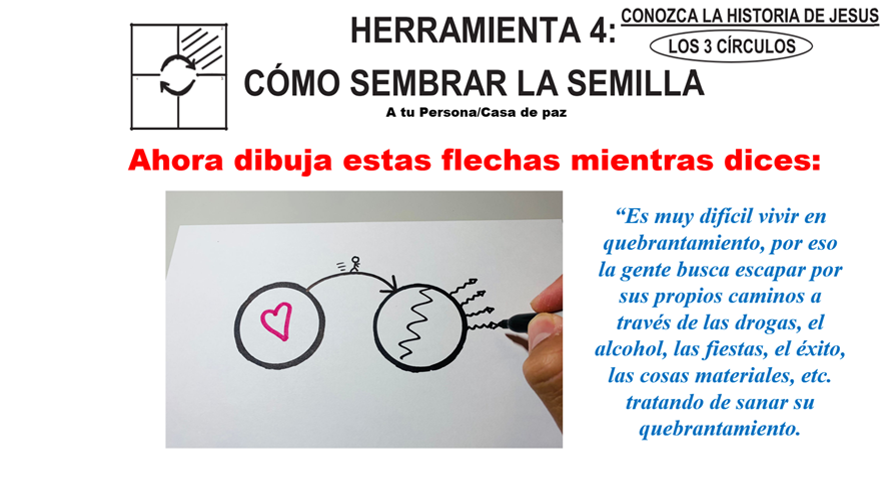 HERRAMIENTA 4:
CONOZCA LA HISTORIA DE JESUS
LOS 3 CÍRCULOS
CÓMO SEMBRAR LA SEMILLA
A tu Persona/Casa de paz
Ahora dibuja estas flechas mientras dices:
“Es muy difícil vivir en
quebrantamiento, por eso
la gente busca escapar por
sus propios caminos a
través de las drogas, el
alcohol, las fiestas, el éxito,
las cosas materiales, etc.
tratando de sanar su
quebrantamiento.